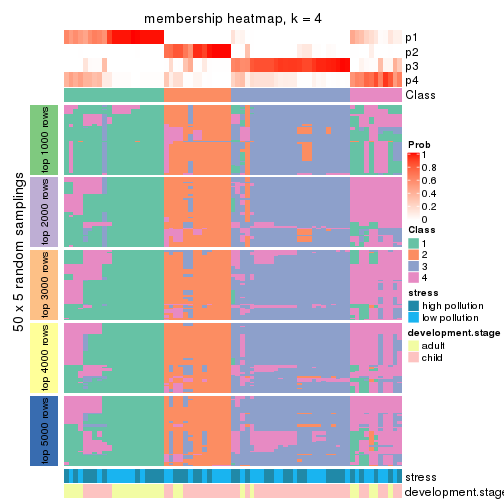 membership heatmap, k = 4
p1
p2
p3
p4
Class
50 x 5 random samplings
top 1000 rows
top 2000 rows
top 3000 rows
top 4000 rows
top 5000 rows
stress
development.stage
Prob
1
0.8
0.6
0.4
0.2
0
Class
1
2
3
4
stress
high pollution
low pollution
development.stage
adult
child